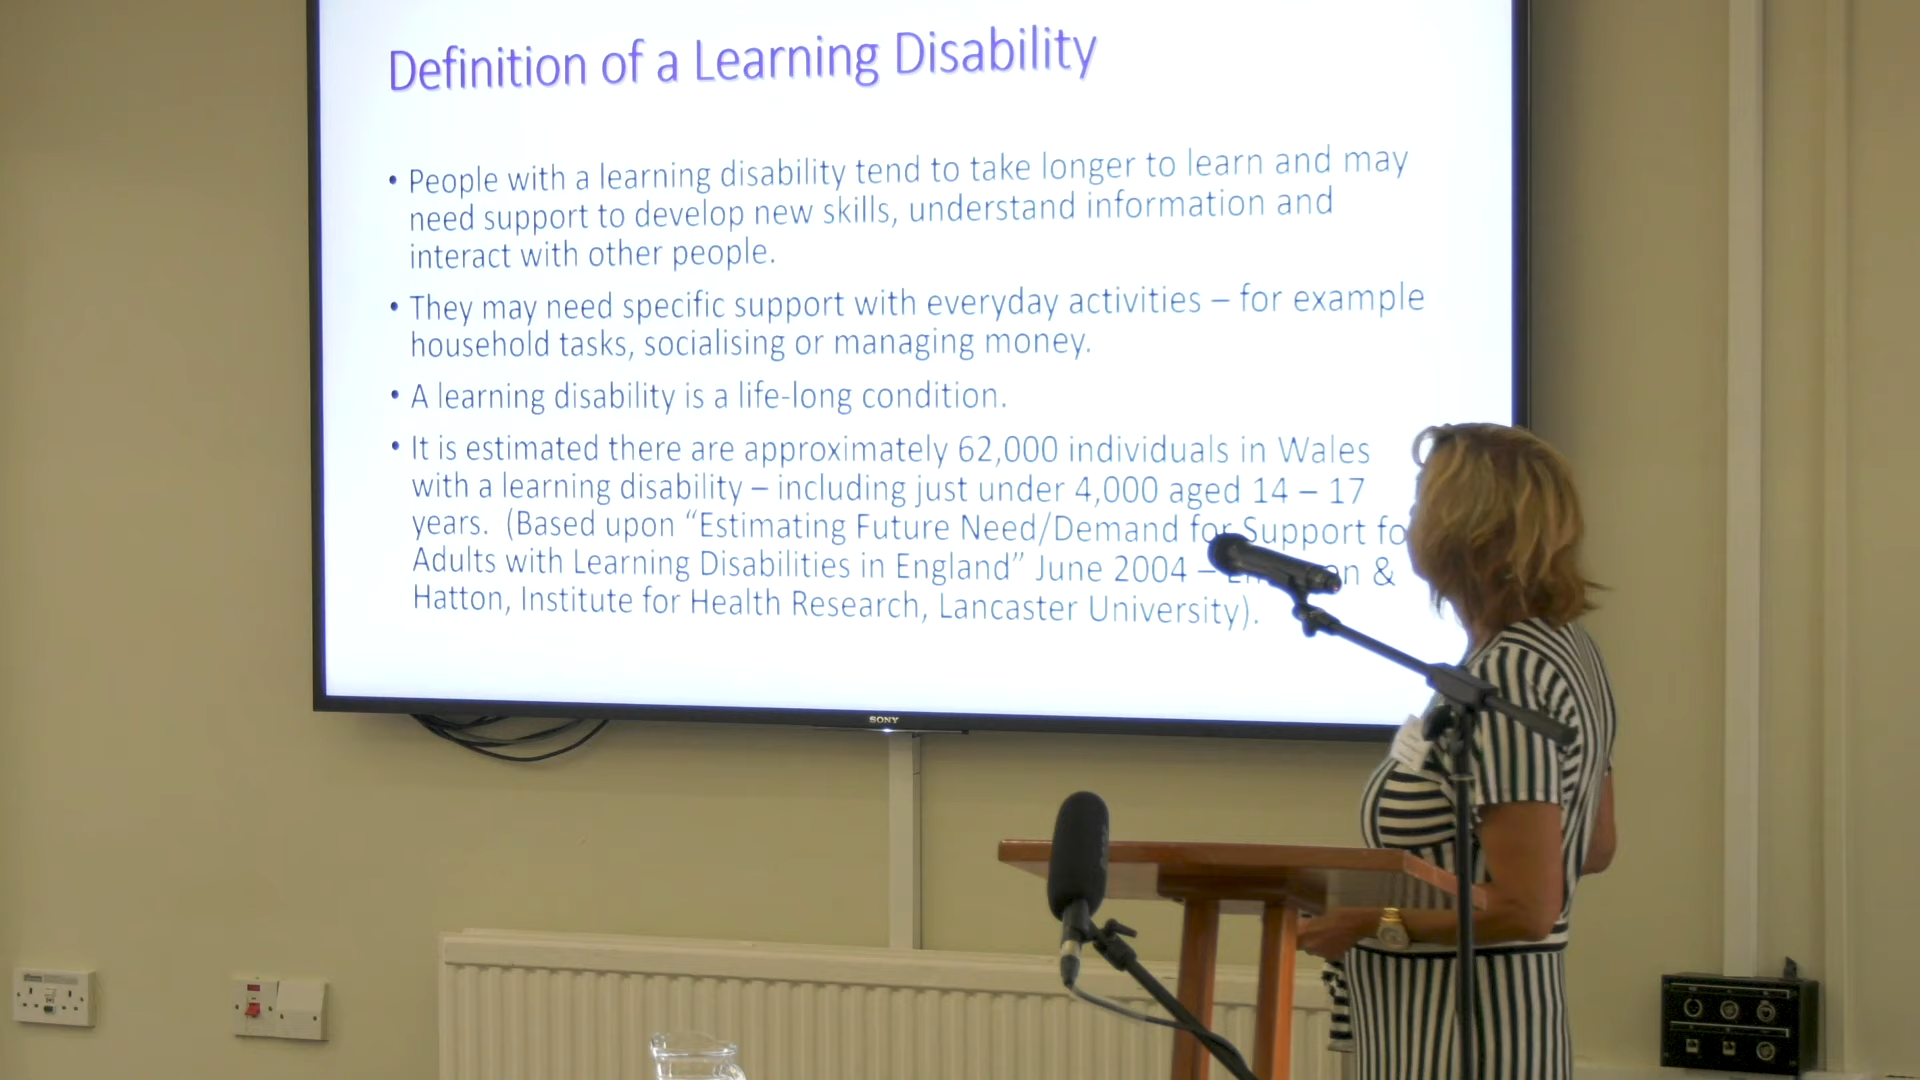 Definition of a Learning Disability
• People with a learning disability tend to take longer to learn and may
need support to develop new skills, understand information and
interact with other people.
• They may need specific support with everyday activities – for example
household tasks, socialising or managing money.
• A learning disability is a life-long condition.
• It is estimated there are approximately 62,000 individuals in Wales
with a learning disability – including just under 4,000 aged 14 – 17
years. (Based upon “Estimating Future Need/Demand for Support
Adults with Learning Disabilities in England” June 2004 – &
Hatton, Institute for Health Research, Lancaster University).
SONY